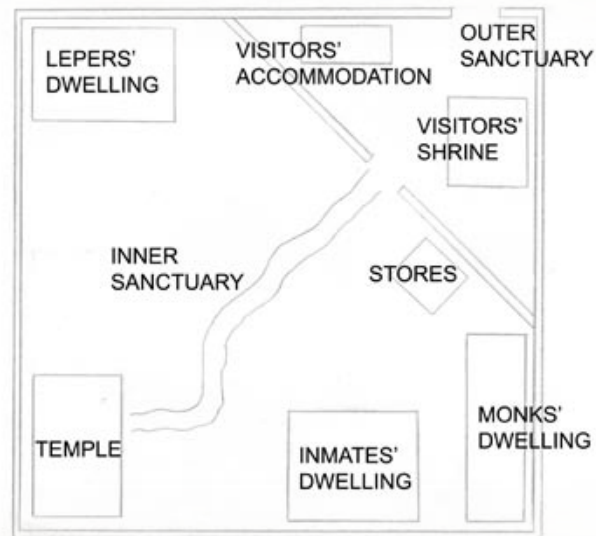 LEPERS'
DWELLING
VISITORS'
ACCOMMODATION
OUTER
SANCTUARY
VISITORS'
SHRINE
INNER
SANCTUARY
STORES
TEMPLE
INMATES'
DWELLING
MONKS'
DWELLING